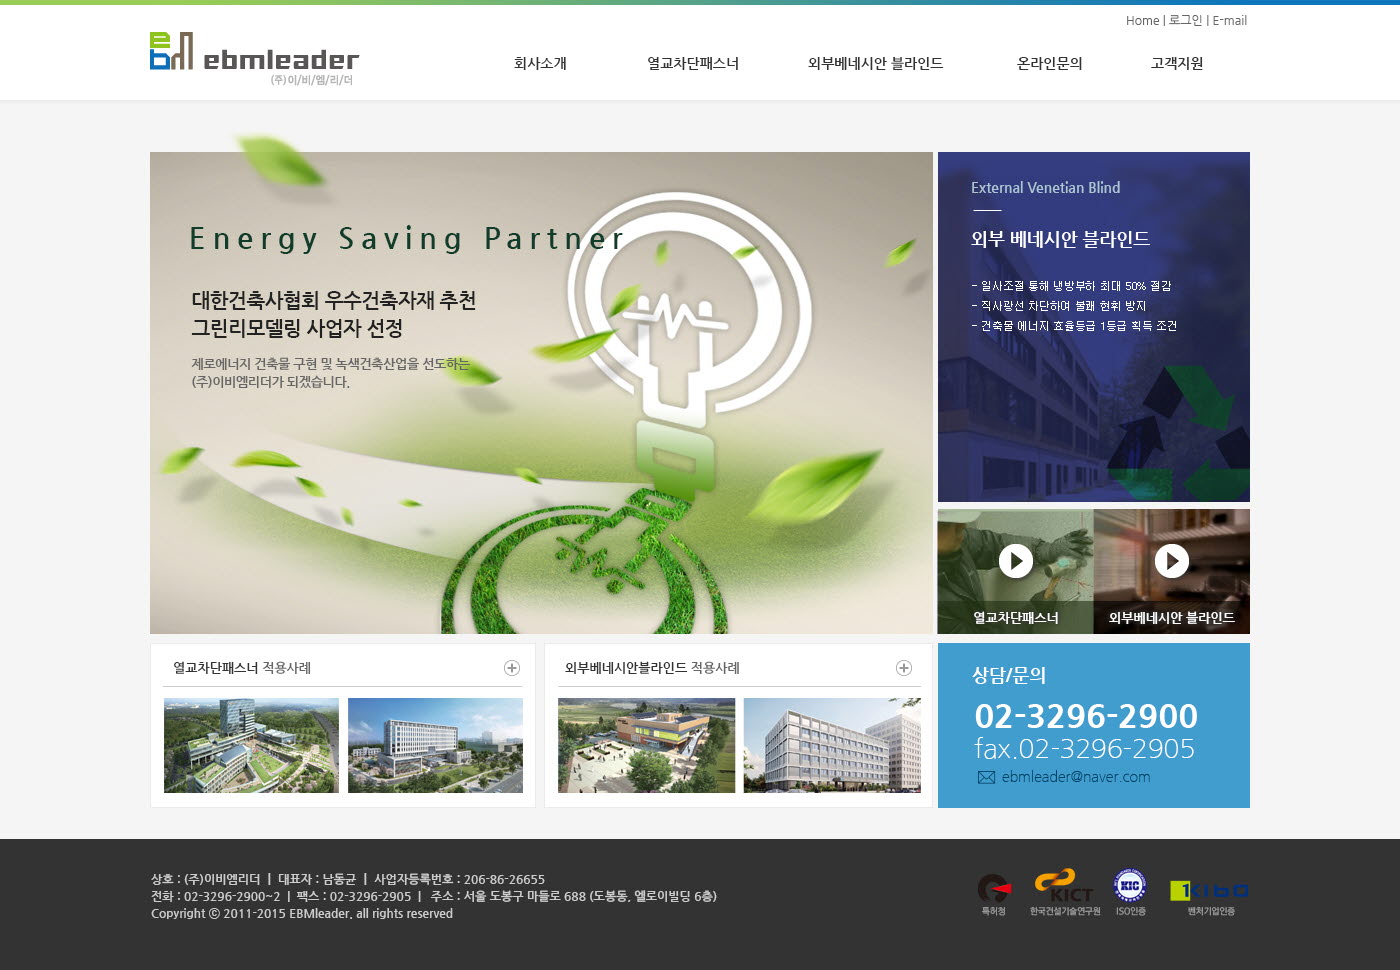 Home | 로그인 | E-mail
ebmleader
(주)이/비/엠/리/더
회사소개
열교차단패스너
외부베네시안 블라인드
온라인문의
고객지원
Energy Saving Partner
대한건축사협회 우수건축자재 추천
그린리모델링 사업자 선정
제로에너지 건축물 구현 및 녹색건축산업을 선도하는
(주)이비엠리더가 되겠습니다.
External Venetian Blind
외부 베네시안 블라인드
- 일사조절 통해 냉방부하 최대 50% 절감
- 직사광선 차단하며 불쾌 현휘 방지
- 건축물 에너지 효율등급 1등급 획득 조건
열교차단패스너
외부베네시안 블라인드
열교차단패스너 적용사례
외부베네시안블라인드 적용사례
상담/문의
02-3296-2900
fax.02-3296-2905
ebmleader@naver.com
상호 : (주)이비엠리더 | 대표자 : 남동균 | 사업자등록번호 : 206-86-26655
전화 : 02-3296-2900~2 | 팩스 : 02-3296-2905 | 주소 : 서울 도봉구 마들로 688 (도봉동, 엘로이빌딩 6층)
Copyright ⓒ 2011-2015 EBMleader. all rights reserved
특허청
KICT
한국건설기술연구원
KIC
ISO인증
1kibo
벤처기업인증